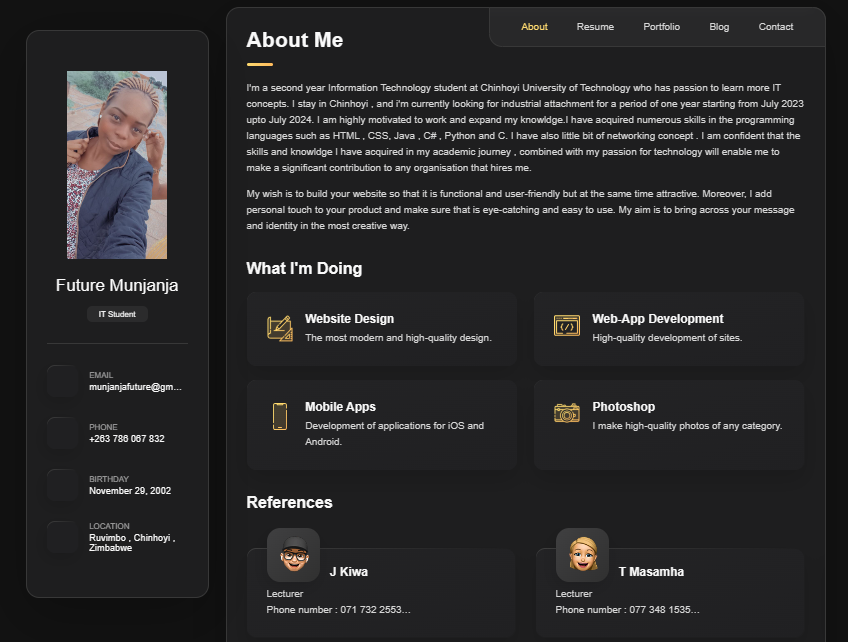 About
Resume
Portfolio
Blog
Contact
Future Munjanja
IT Student
EMAIL
munjanjafuture@gm...
PHONE
+263 786 067 832
BIRTHDAY
November 29, 2002
LOCATION
Ruvimbo , Chinhoyi ,
Zimbabwe
About Me
I'm a second year Information Technology student at Chinhoyi University of Technology who has passion to learn more IT
concepts. I stay in Chinhoyi , and i'm currently looking for industrial attachment for a period of one year starting from July 2023
upto July 2024. I am highly motivated to work and expand my knowldge.I have acquired numerous skills in the programming
languages such as HTML , CSS, Java , C# , Python and C. I have also little bit of networking concept . I am confident that the
skills and knowldge I have acquired in my academic journey , combined with my passion for technology will enable me to
make a significant contribution to any organisation that hires me.
My wish is to build your website so that it is functional and user-friendly but at the same time attractive. Moreover, I add
personal touch to your product and make sure that is eye-catching and easy to use. My aim is to bring across your message
and identity in the most creative way.
What I'm Doing
Website Design
The most modern and high-quality design.
Web-App Development
High-quality development of sites.
Mobile Apps
Development of applications for iOS and
Android.
Photoshop
I make high-quality photos of any category.
References
J Kiwa
Lecturer
Phone number : 071 732 2553...
T Masamha
Lecturer
Phone number : 077 348 1535...